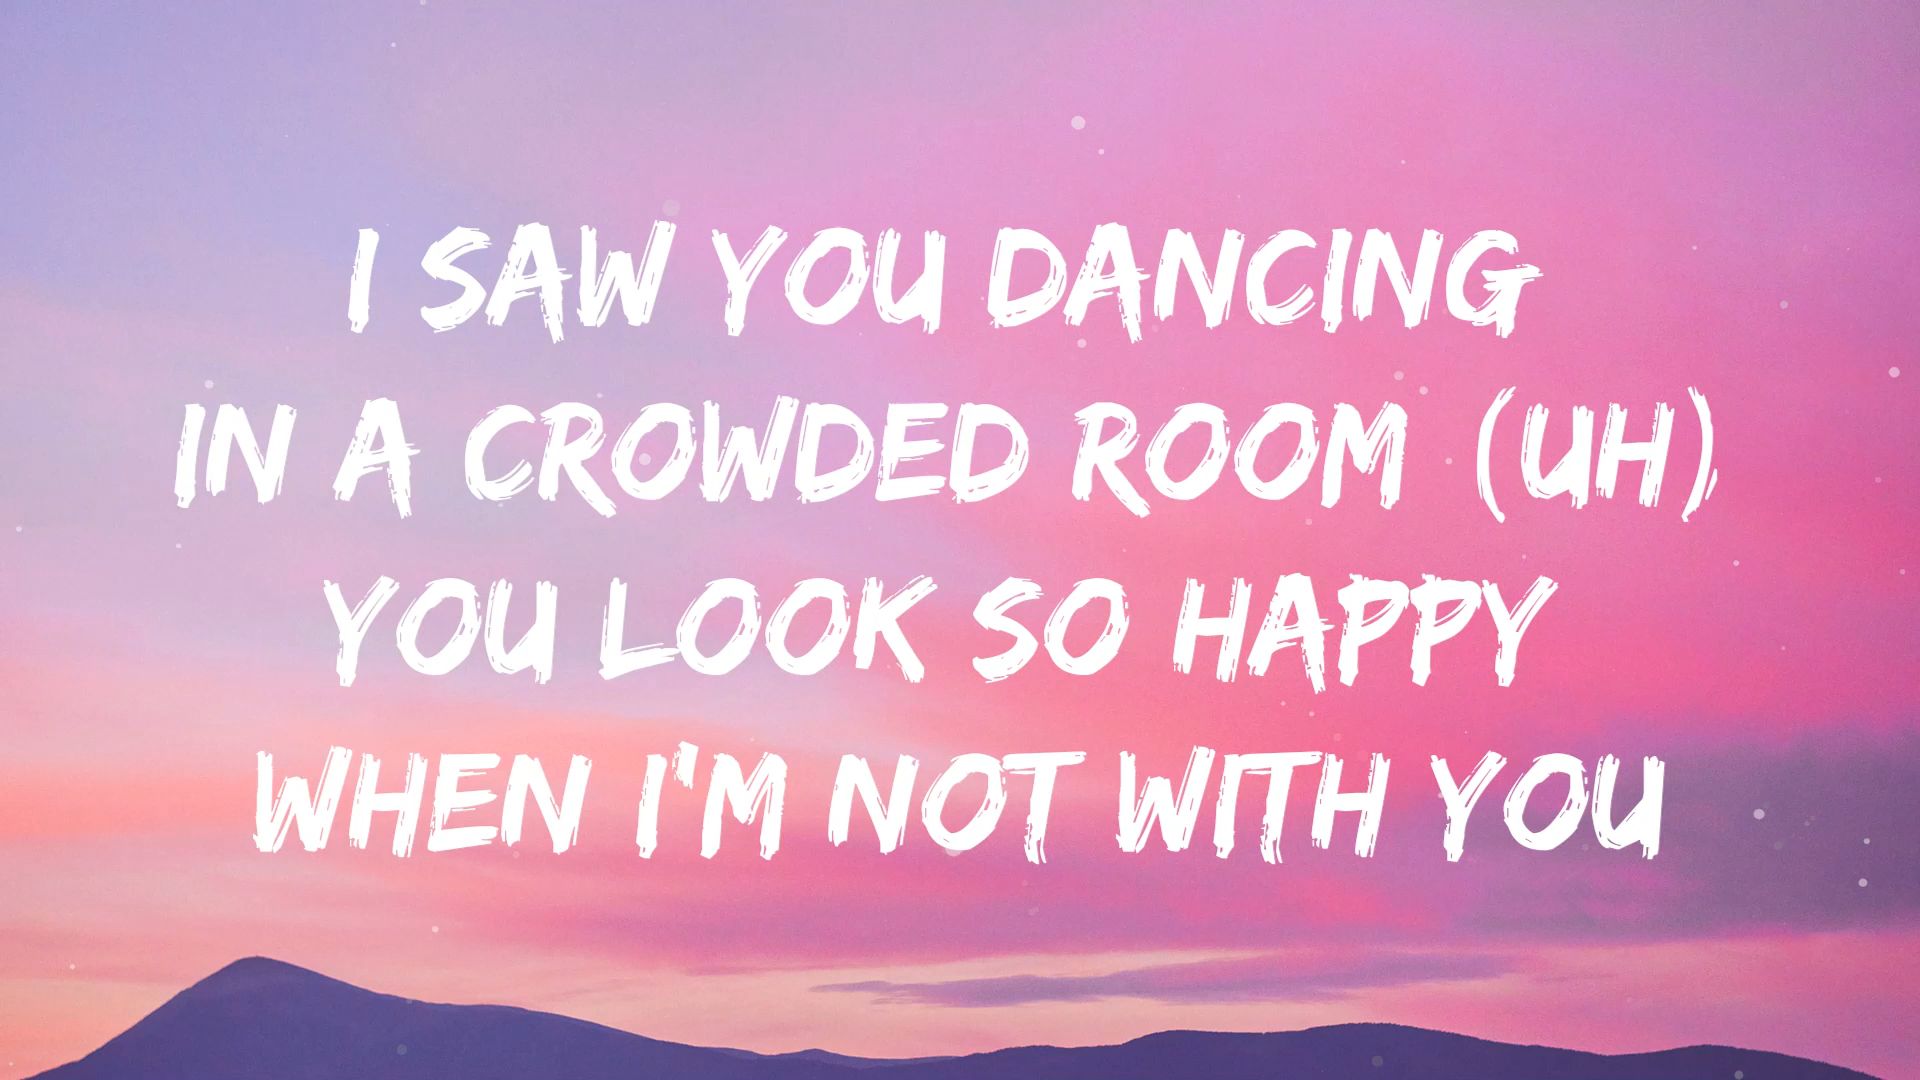 I SAW YOU DANCING
IN A CROWDED ROOM (UH)
YOU LOOK SO HAPPY
WHEN I'M NOT WITH YOU